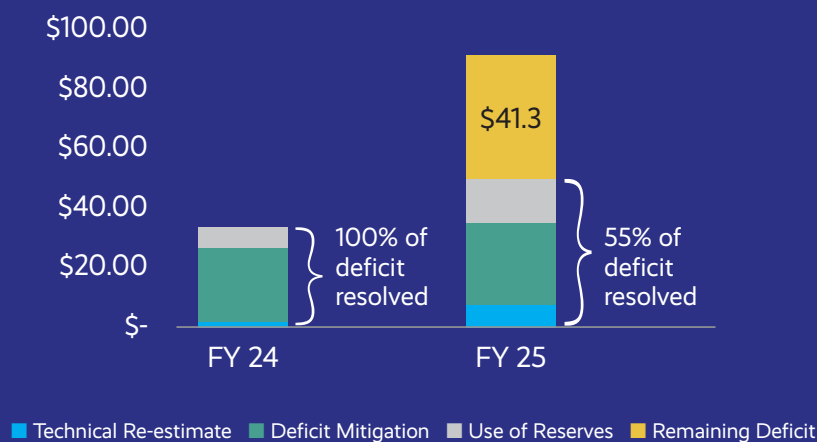 $100.00
$80.00
$60.00
$40.00
$20.00
$-
$41.3
100% of
deficit
resolved
55% of
deficit
resolved
FY 24
FY 25
Technical Re-estimate Deficit Mitigation Use of Reserves Remaining Deficit